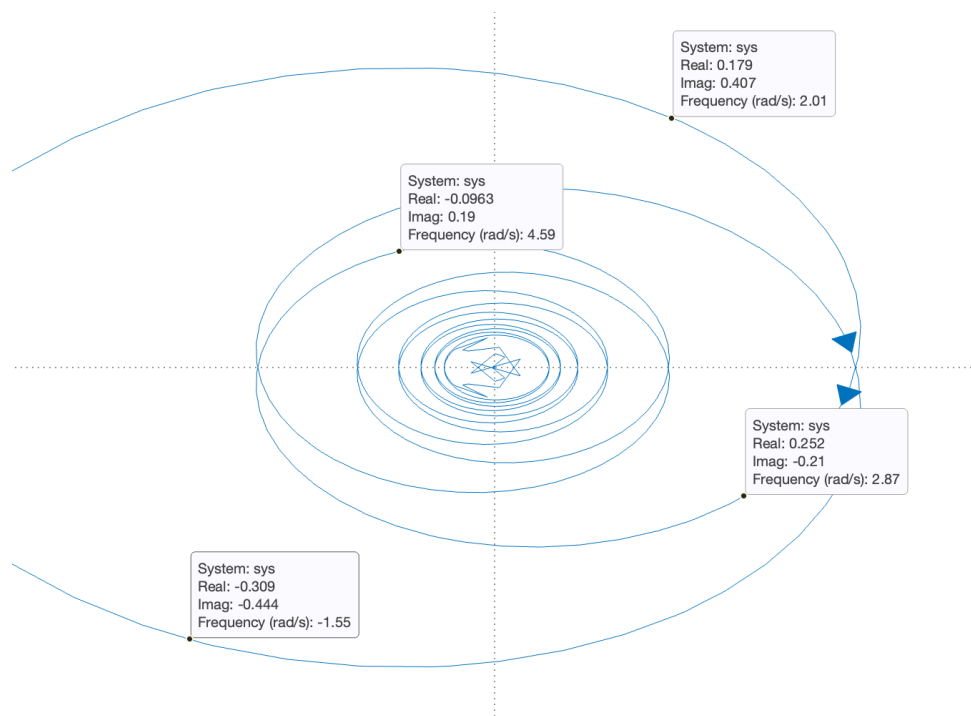 System: sys
Real: 0.179
Imag: 0.407
Frequency (rad/s): 2.01
System: sys
Real: -0.0963
Imag: 0.19
Frequency (rad/s): 4.59
System: sys
Real: 0.252
Imag: -0.21
Frequency (rad/s): 2.87
System: sys
Real: -0.309
Imag: -0.444
Frequency (rad/s): -1.55